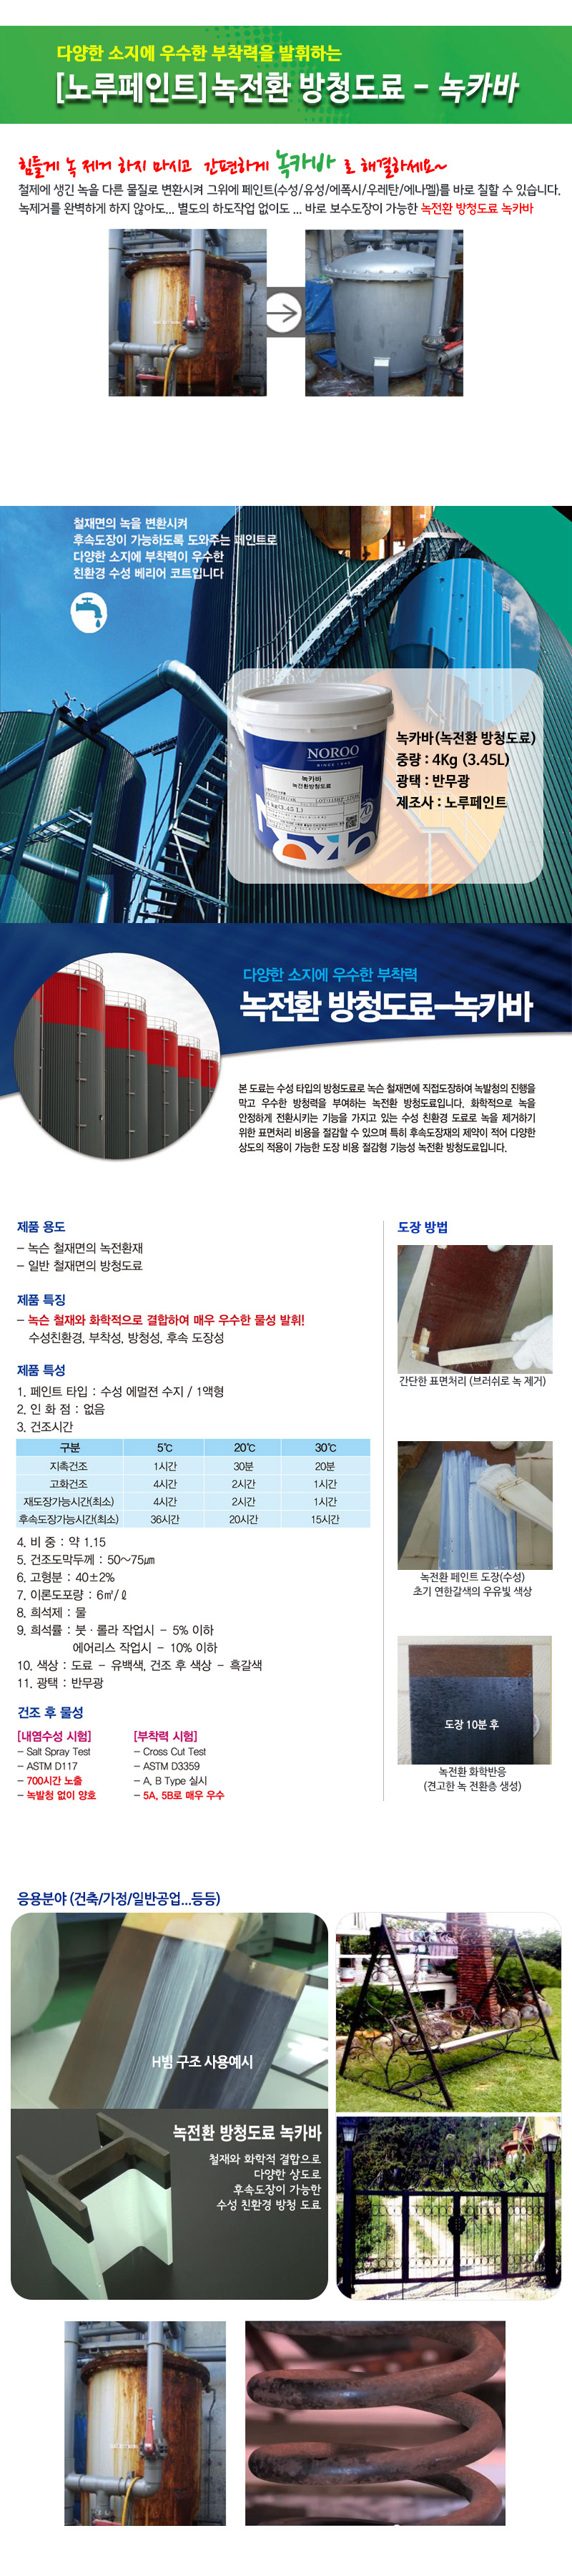 다양한 소지에 우수한 부착력을 발휘하는
[노루페인트]녹전환 방청도료 - 녹카바
힘들게 녹 제거 하지 마시고 간편하게 녹카바 로 해결하세요~
철제에 생긴 녹을 다른 물질로 변환시켜 그위에 페인트(수성/유성/에폭시/우레탄/에나멜)를 바로 칠할 수 있습니다.
녹제거를 완벽하게 하지 않아도... 별도의 하도작업 없이도 ... 바로 보수도장이 가능한 녹전환 방청도료 녹카바
철재면의 녹을 변환시켜
후속도장이 가능하도록 도와주는 페인트로
다양한 소지에 부착력이 우수한
친환경 수성 베리어 코트입니다
NOROO
SINCE 1945
녹카바
녹전환방청도료
4 kg(3.45 L)
녹카바(녹전환 방청도료)
중량 : 4Kg (3.45L)
광택 : 반무광
제조사 : 노루페인트
다양한 소지에 우수한 부착력
녹전환 방청도료-녹카바
본 도료는 수성 타입의 방청도료로 녹슨 철재면에 직접도장하여 녹발청의 진행을
막고 우수한 방청력을 부여하는 녹전환 방청도료입니다. 화학적으로 녹을
안정하게 전환시키는 기능을 가지고 있는 수성 친환경 도료로 녹을 제거하기
위한 표면처리 비용을 절감할 수 있으며 특히 후속도장재의 제약이 적어 다양한
상도의 적용이 가능한 도장 비용 절감형 기능성 녹전환 방청도료입니다.
제품 용도
- 녹슨 철재면의 녹전환재
- 일반 철재면의 방청도료
제품 특징
- 녹슨 철재와 화학적으로 결합하여 매우 우수한 물성 발휘!
수성친환경, 부착성, 방청성, 후속 도장성
제품 특성
1. 페인트 타입 : 수성 에멀젼 수지 / 1액형
2. 인 화 점 : 없음
3. 건조시간
구분 5℃ 20℃ 30℃
지촉건조 1시간 30분 20분
고화건조 4시간 2시간 1시간
재도장가능시간(최소) 4시간 2시간 1시간
후속도장가능시간(최소) 36시간 20시간 15시간
4. 비 중 : 약 1.15
5. 건조도막두께 : 50~75㎛
6. 고형분 : 40±2%
7. 이론도포량 : 6㎡/ℓ
8. 희석제 : 물
9. 희석률 : 붓 · 롤라 작업시 - 5% 이하
에어리스 작업시 - 10% 이하
10. 색상 : 도료 - 유백색, 건조 후 색상 - 흑갈색
11. 광택 : 반무광
건조 후 물성
[내염수성 시험]
- Salt Spray Test
- ASTM D117
- 700시간 노출
- 녹발청 없이 양호
[부착력 시험]
- Cross Cut Test
- ASTM D3359
- A, B Type 실시
- 5A, 5B로 매우 우수
도장 방법
간단한 표면처리 (브러쉬로 녹 제거)
녹전환 페인트 도장(수성)
초기 연한갈색의 우유빛 색상
도장 10분 후
녹전환 화학반응
(견고한 녹 전환층 생성)
응용분야 (건축/가정/일반공업...등등)
H빔 구조 사용예시
녹전환 방청도료 녹카바
철재와 화학적 결합으로
다양한 상도로
후속도장이 가능한
수성 친환경 방청 도료